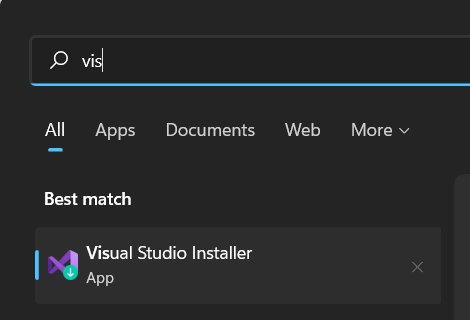 vis
All Apps Documents Web More
Best match
Visual Studio Installer
App